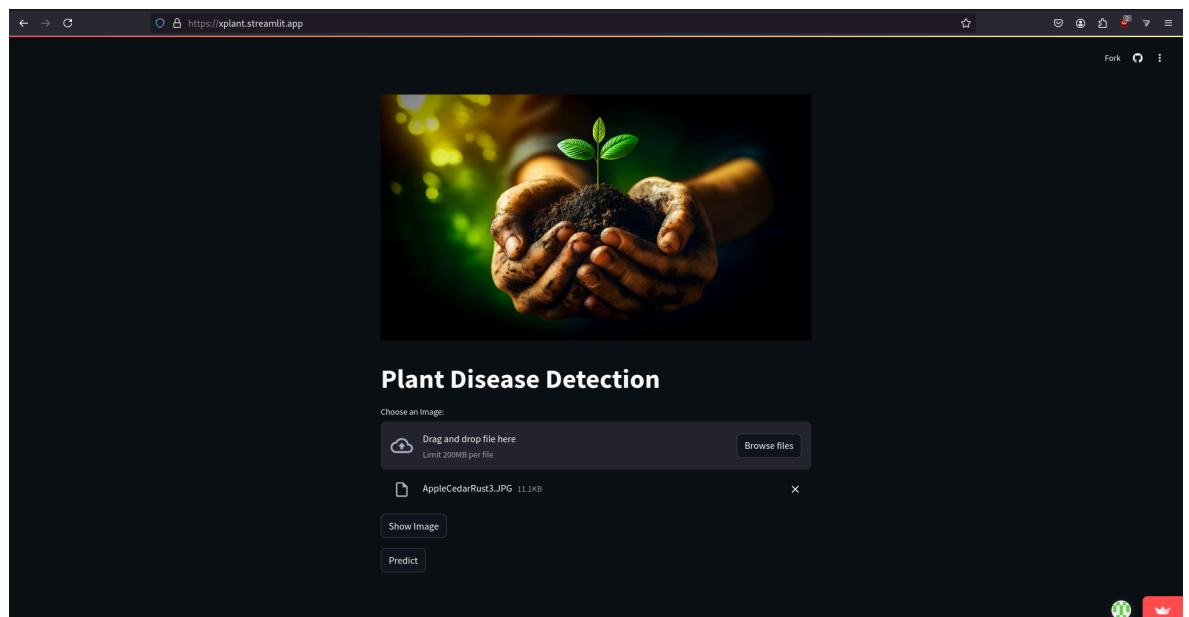 https://xplant.streamlit.app
2
Fork
Plant Disease Detection
Choose an Image:
Drag and drop file here
Limit 200MB per file
Browse files
AppleCedarRust3.JPG 11.1KB
Show Image
Predict